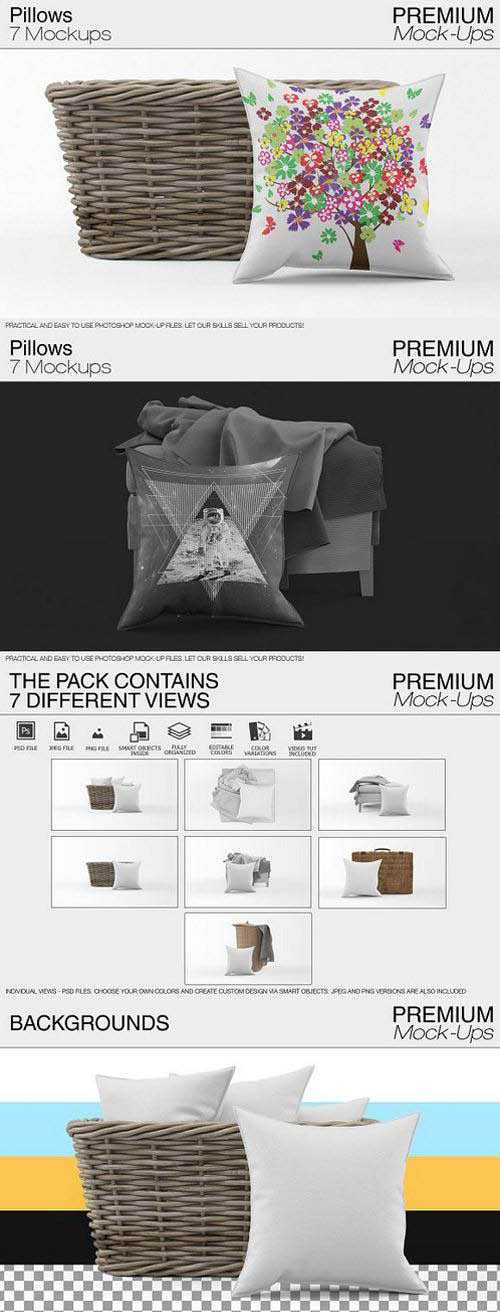 Pillows
7 Mockups
PREMIUM
Mock-Ups
PRACTICAL AND EASY TO USE PHOTOSHOP MOCK-UP FILES. LET OUR SKILLS SELL YOUR PRODUCTS!
Pillows
7 Mockups
PREMIUM
Mock-Ups
PRACTICAL AND EASY TO USE PHOTOSHOP MOCK-UP FILES. LET OUR SKILLS SELL YOUR PRODUCTS!
THE PACK CONTAINS
7 DIFFERENT VIEWS
PREMIUM
Mock-Ups
Ps
PSD FILE
JPEG FILE
PNG FILE
SMART OBJECTS
INSIDE
FULLY
ORGANIZED
EDITABLE
COLORS
COLOR
VARIATIONS
VIDEO TUT
INCLUDED
INDIVIDUAL VIEWS - PSD FILES. CHOOSE YOUR OWN COLORS AND CREATE CUSTOM DESIGN VIA SMART OBJECTS. JPEG AND PNG VERSIONS ARE ALSO INCLUDED
BACKGROUNDS
PREMIUM
Mock-Ups